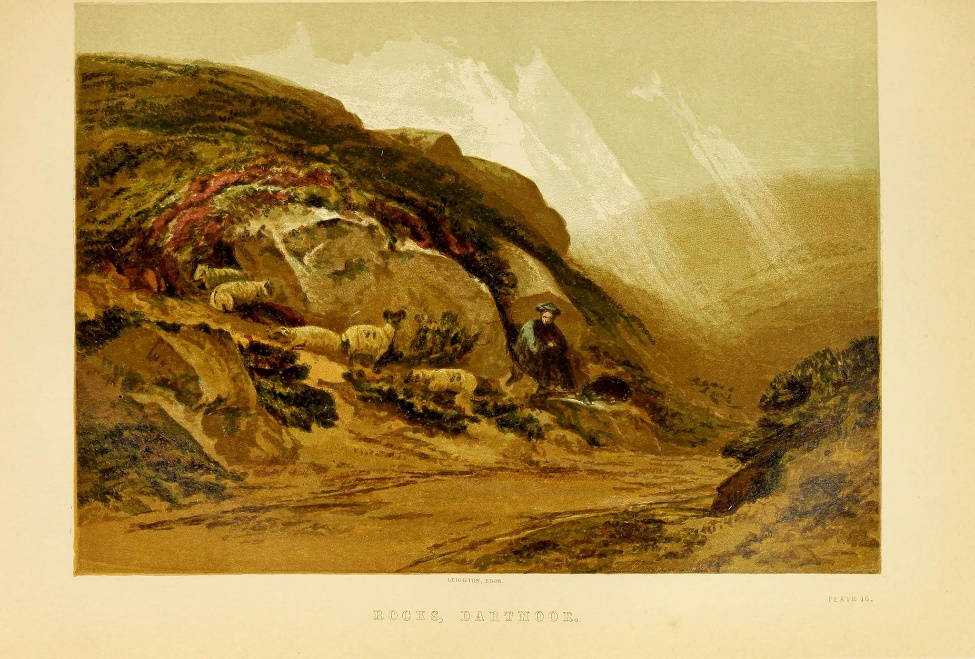 LEIGHTON, BROS.
PLATE 16.
ROCKS, DARTMOOR.